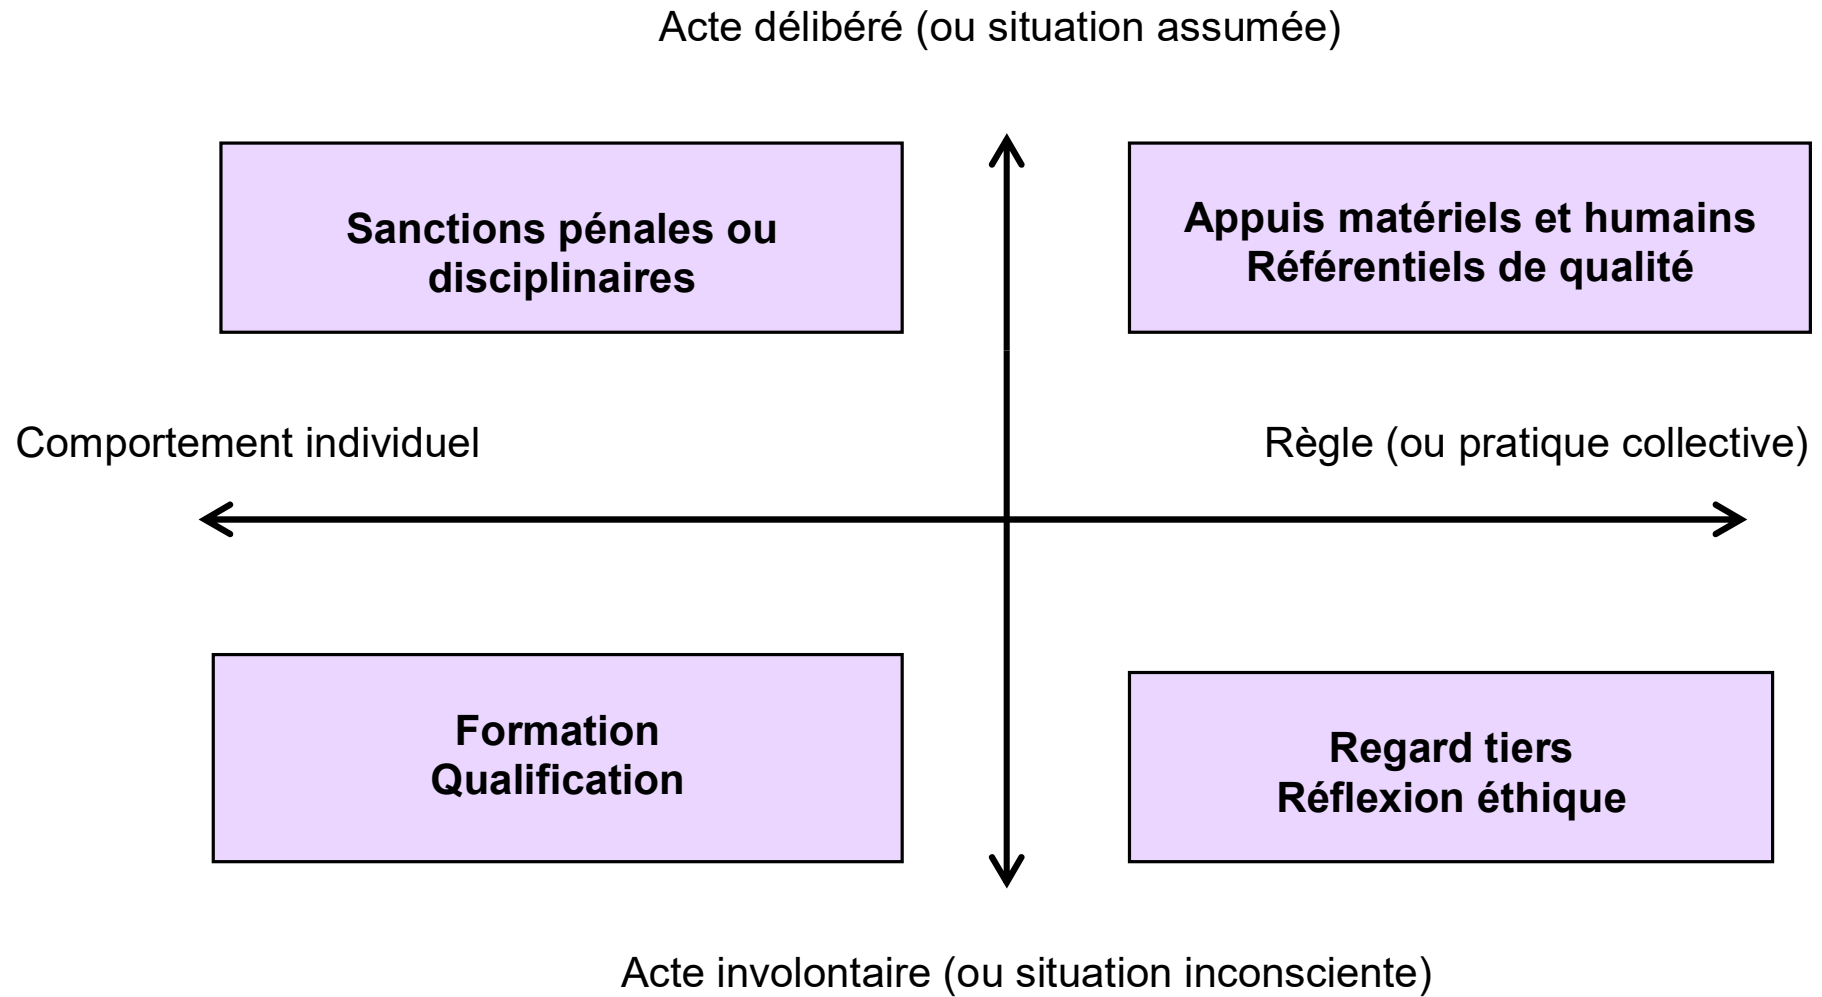 Acte délibéré (ou situation assumée)
Sanctions pénales ou
disciplinaires
Appuis matériels et humains
Référentiels de qualité
Comportement individuel
Règle (ou pratique collective)
Formation
Qualification
Regard tiers
Réflexion éthique
Acte involontaire (ou situation inconsciente)